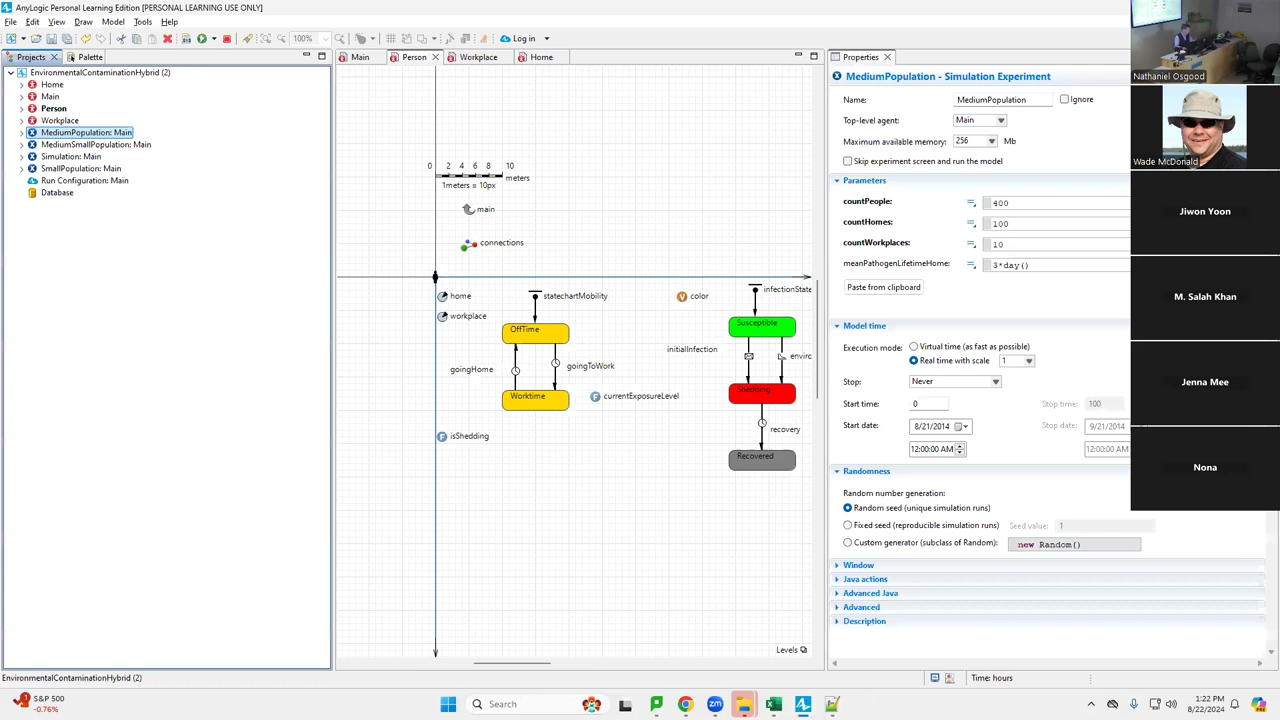 AnyLogic Personal Learning Edition [PERSONAL LEARNING USE ONLY]
File Edit View Draw Model Tools Help
100%
Log in
Projects
Palette
Main
Person
Workplace
Home
Properties
EnvironmentalContaminationHybrid (2)
Home
Main
Person
Workplace
MediumPopulation: Main
MediumSmallPopulation: Main
Simulation: Main
SmallPopulation: Main
Run Configuration: Main
Database
0 2 4 6 8 10
meters
1meters = 10px
main
connections
home
workplace
statechartMobility
OffTime
goingHome
goingToWork
Worktime
currentExposureLevel
isShedding
color
infectionState
Susceptible
initialInfection
enviro
Shedding
recovery
Recovered
Levels
MediumPopulation - Simulation Experiment
Name: MediumPopulation Ignore
Top-level agent: Main
Maximum available memory: 256 Mb
Skip experiment screen and run the model
Parameters
countPeople: 400
countHomes: 100
countWorkplaces: 10
meanPathogenLifetimeHome: 3*day()
Paste from clipboard
Model time
Execution mode: Virtual time (as fast as possible)
Real time with scale 1
Stop: Never
Start time: 0 Stop time: 100
Start date: 8/21/2014 Stop date: 9/21/2014
12:00:00 AM 12:00:00 AM
Randomness
Random number generation:
Random seed (unique simulation runs)
Fixed seed (reproducible simulation runs) Seed value: 1
Custom generator (subclass of Random): new Random()
Window
Java actions
Advanced Java
Advanced
Description
Nathaniel Osgood
Wade McDonald
Jiwon Yoon
M. Salah Khan
Jenna Mee
Nona
EnvironmentalContaminationHybrid (2)
Time: hours
S&P 500
-0.76%
Search
1:22 PM
8/22/2024